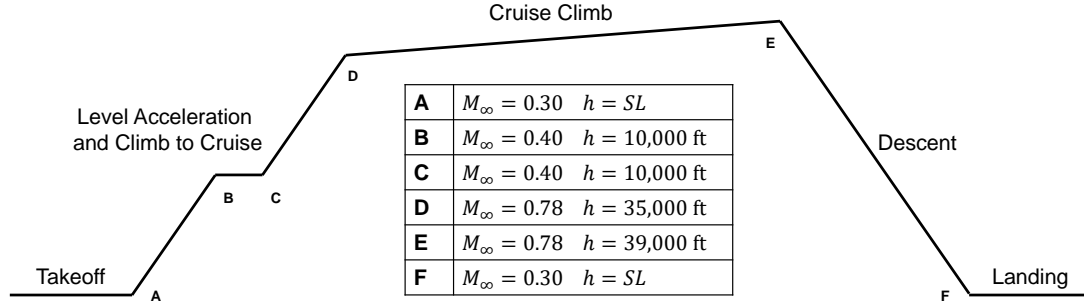 Cruise Climb
D
E
Level Acceleration
and Climb to Cruise
A M∞ = 0.30 h = SL
B M∞ = 0.40 h = 10,000 ft
C M∞ = 0.40 h = 10,000 ft
D M∞ = 0.78 h = 35,000 ft
E M∞ = 0.78 h = 39,000 ft
F M∞ = 0.30 h = SL
Descent
B
C
Takeoff
A
F
Landing